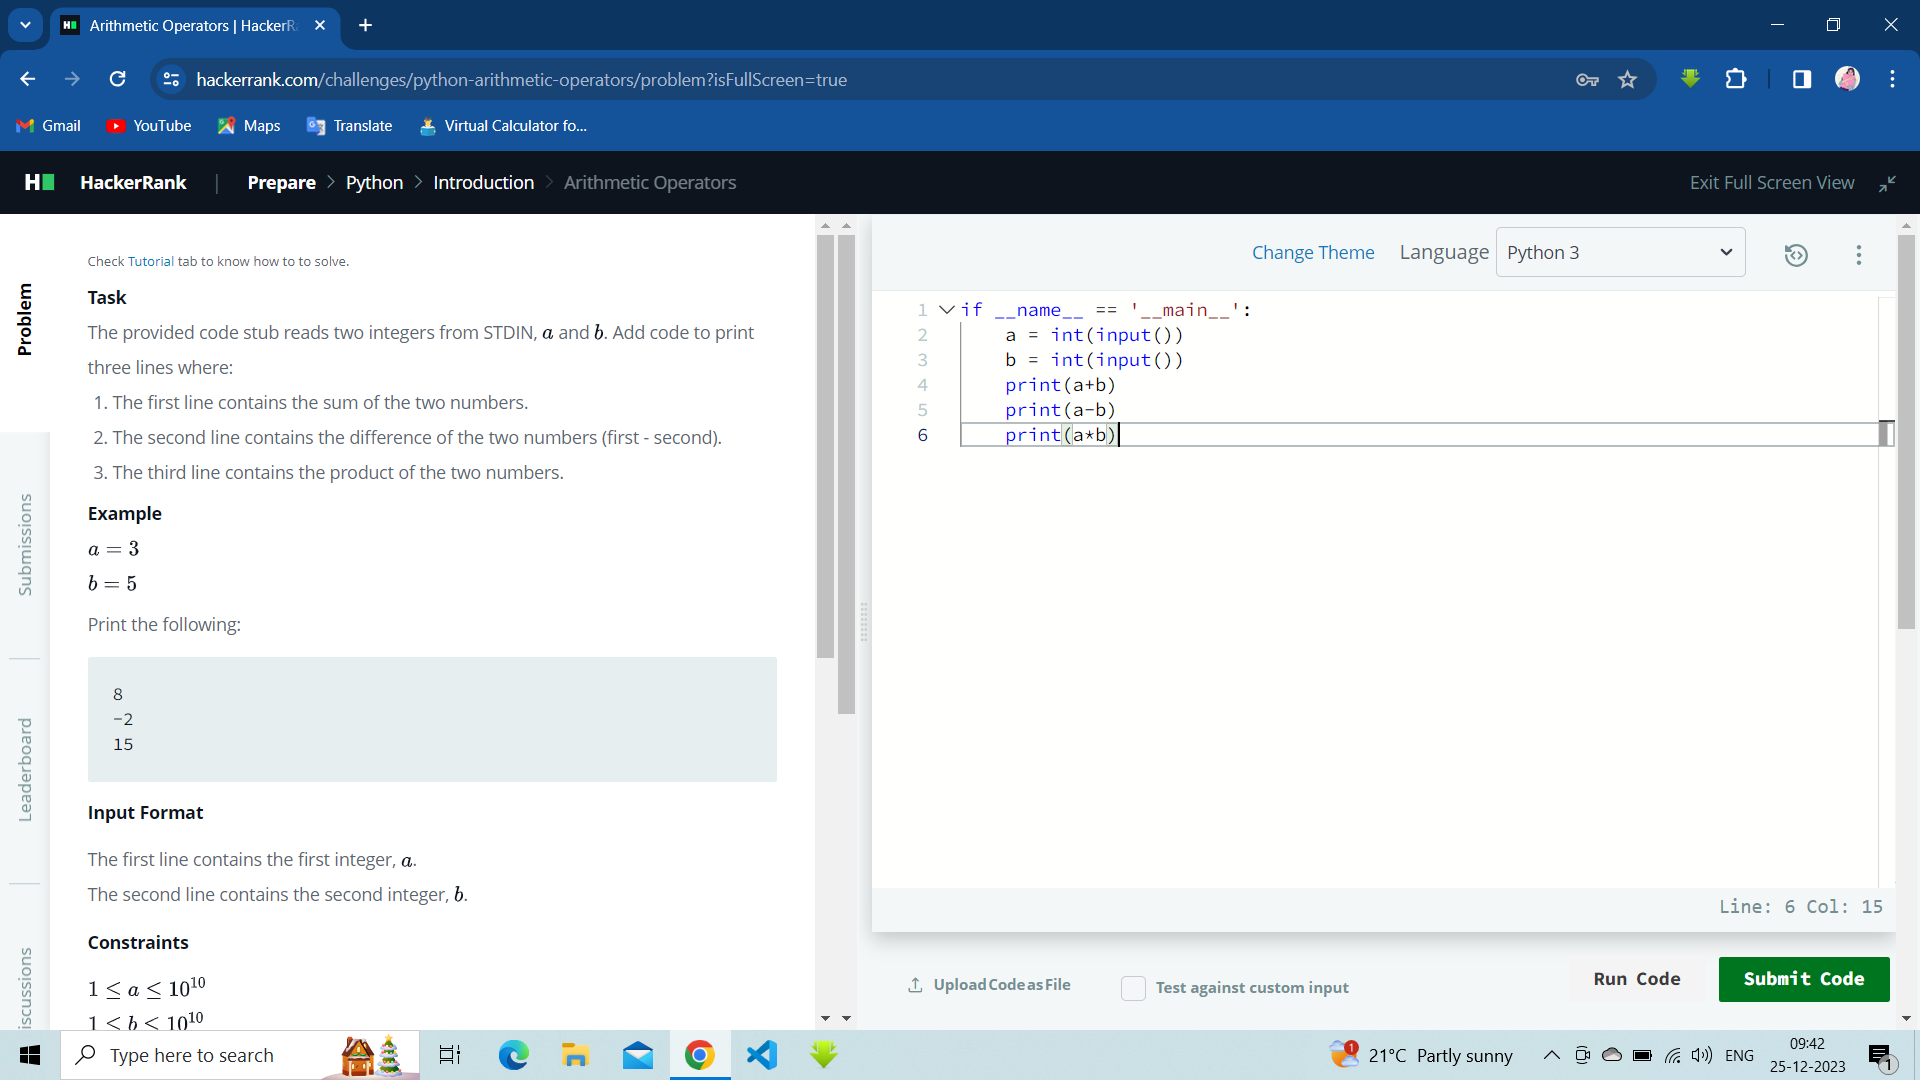 Arithmetic Operators | HackerR
hackerrank.com/challenges/python-arithmetic-operators/problem?isFullScreen=true
Gmail YouTube Maps Translate Virtual Calculator fo...
HackerRank | Prepare > Python > Introduction > Arithmetic Operators Exit Full Screen View
Problem
Submissions
Leaderboard
iscussions
Check Tutorial tab to know how to to solve.
Task
The provided code stub reads two integers from STDIN, a and b. Add code to print
three lines where:
1. The first line contains the sum of the two numbers.
2. The second line contains the difference of the two numbers (first - second).
3. The third line contains the product of the two numbers.
Example
a = 3
b = 5
Print the following:
8
-2
15
Input Format
The first line contains the first integer, a.
The second line contains the second integer, b.
Constraints
1 ≤ a ≤ 10^10
1 ≤ b ≤ 10^10
Change Theme Language Python 3
1 if __name__ == '__main__':
2 a = int(input())
3 b = int(input())
4 print(a+b)
5 print(a-b)
6 print(a*b)
Line: 6 Col: 15
Upload Code as File Test against custom input Run Code Submit Code
Type here to search
1 21°C Partly sunny ENG
09:42
25-12-2023
1